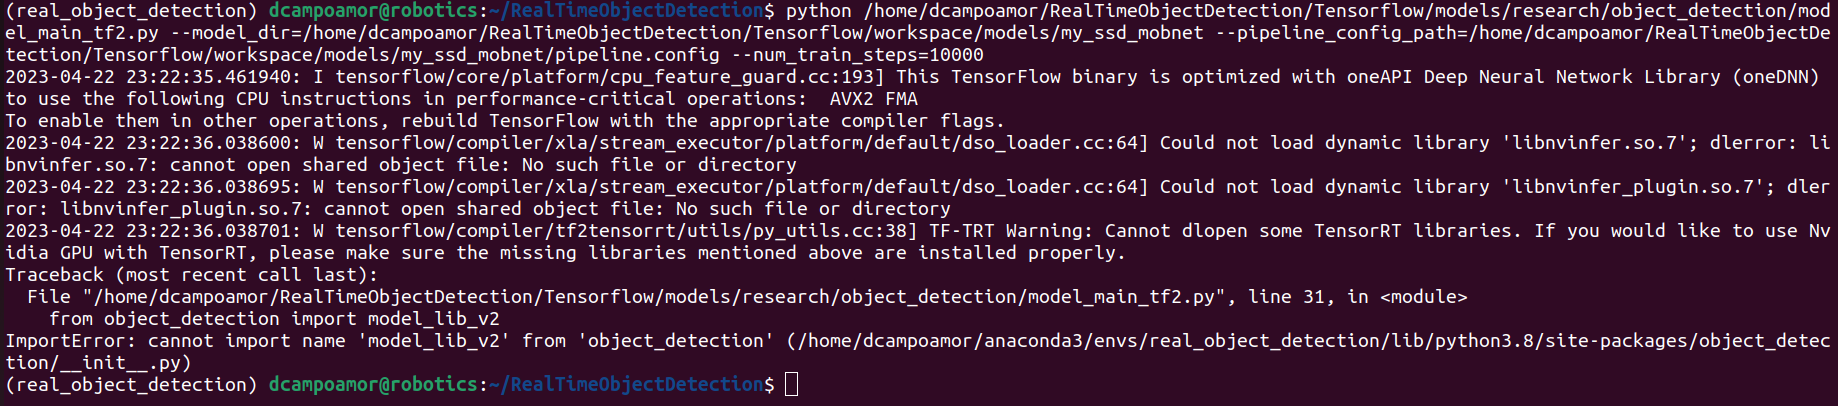 (real_object_detection) dcampoamor@robotics:~/RealTimeObjectDetection$ python /home/dcampoamor/RealTimeObjectDetection/Tensorflow/models/research/object_detection/mod
el_main_tf2.py --model_dir=/home/dcampoamor/RealTimeObjectDetection/Tensorflow/workspace/models/my_ssd_mobnet --pipeline_config_path=/home/dcampoamor/RealTimeObjectDe
tection/Tensorflow/workspace/models/my_ssd_mobnet/pipeline.config --num_train_steps=10000
2023-04-22 23:22:35.461940: I tensorflow/core/platform/cpu_feature_guard.cc:193] This TensorFlow binary is optimized with oneAPI Deep Neural Network Library (oneDNN)
to use the following CPU instructions in performance-critical operations:  AVX2 FMA
To enable them in other operations, rebuild TensorFlow with the appropriate compiler flags.
2023-04-22 23:22:36.038600: W tensorflow/compiler/xla/stream_executor/platform/default/dso_loader.cc:64] Could not load dynamic library 'libnvinfer.so.7'; dlerror: li
bnvinfer.so.7: cannot open shared object file: No such file or directory
2023-04-22 23:22:36.038695: W tensorflow/compiler/xla/stream_executor/platform/default/dso_loader.cc:64] Could not load dynamic library 'libnvinfer_plugin.so.7'; dler
ror: libnvinfer_plugin.so.7: cannot open shared object file: No such file or directory
2023-04-22 23:22:36.038701: W tensorflow/compiler/tf2tensorrt/utils/py_utils.cc:38] TF-TRT Warning: Cannot dlopen some TensorRT libraries. If you would like to use Nv
idia GPU with TensorRT, please make sure the missing libraries mentioned above are installed properly.
Traceback (most recent call last):
  File "/home/dcampoamor/RealTimeObjectDetection/Tensorflow/models/research/object_detection/model_main_tf2.py", line 31, in <module>
    from object_detection import model_lib_v2
ImportError: cannot import name 'model_lib_v2' from 'object_detection' (/home/dcampoamor/anaconda3/envs/real_object_detection/lib/python3.8/site-packages/object_detec
tion/__init__.py)
(real_object_detection) dcampoamor@robotics:~/RealTimeObjectDetection$